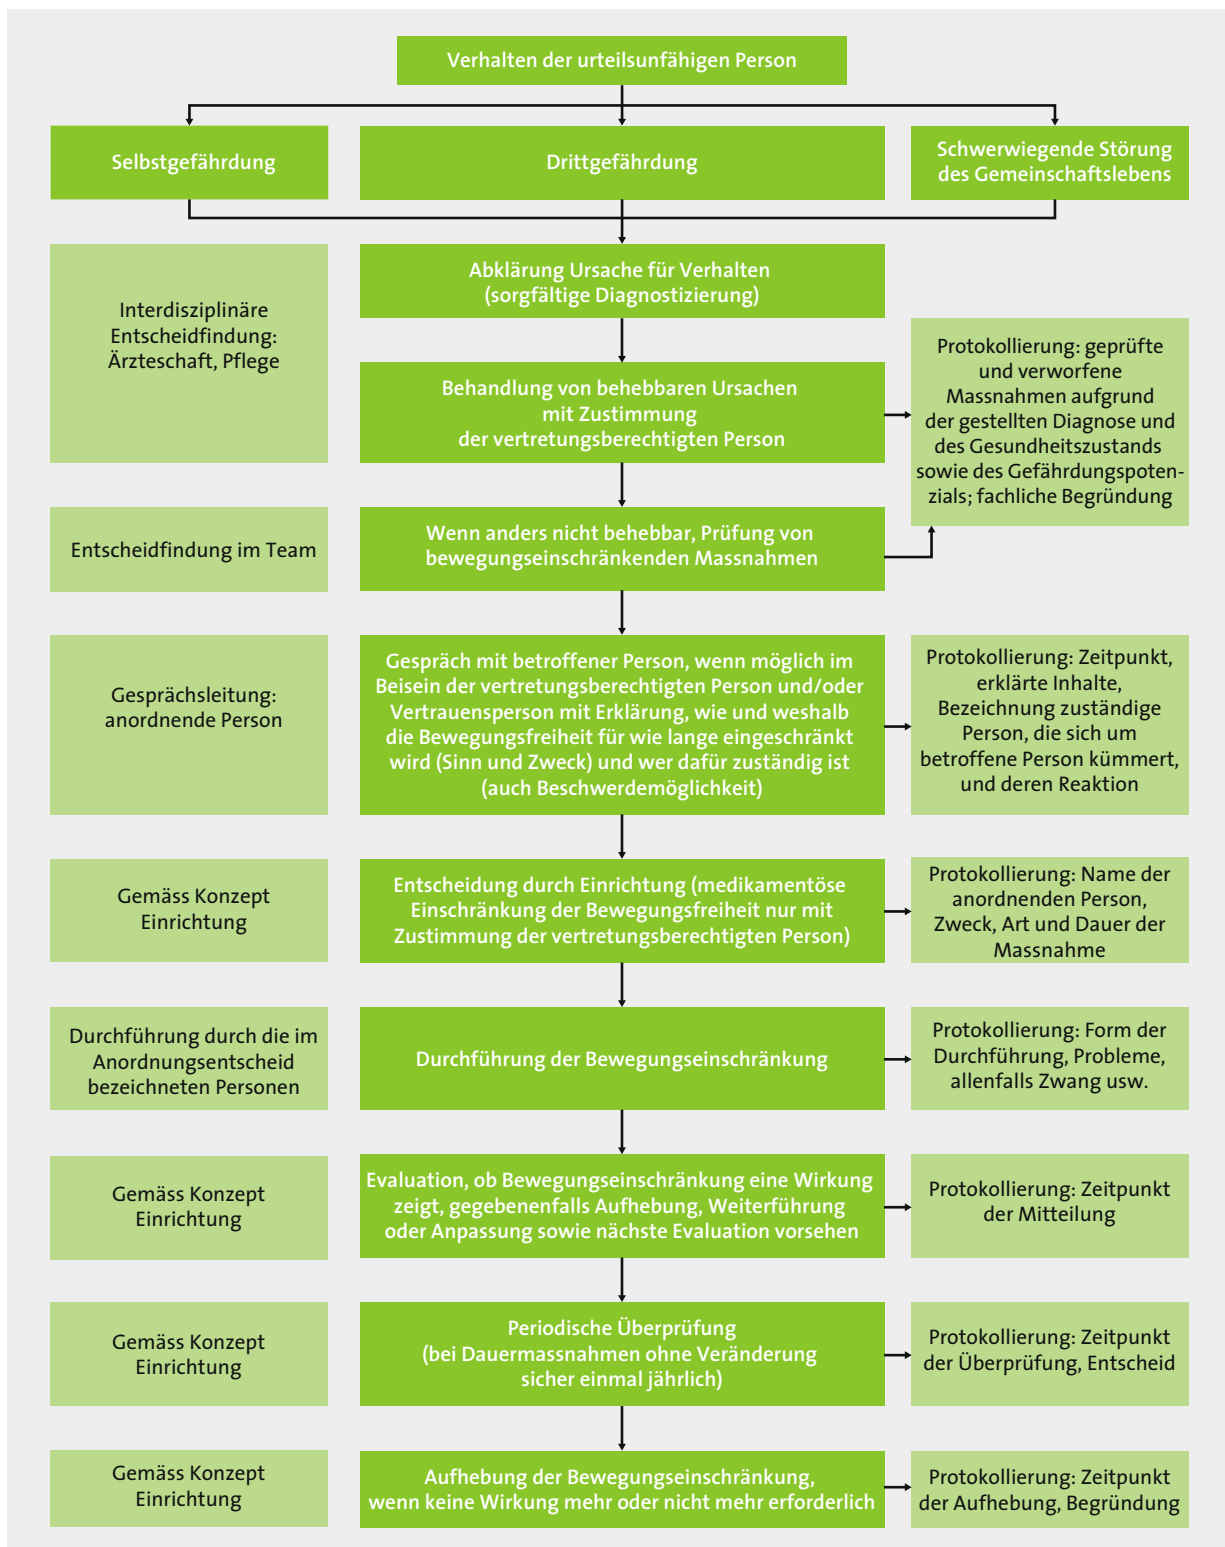 Verhalten der urteilsunfähigen Person
Selbstgefährdung
Drittgefährdung
Schwerwiegende Störung
des Gemeinschaftslebens
Interdisziplinäre
Entscheidfindung:
Ärzteschaft, Pflege
Abklärung Ursache für Verhalten
(sorgfältige Diagnostizierung)
Behandlung von behebbaren Ursachen
mit Zustimmung
der vertretungsberechtigten Person
Protokollierung: geprüfte
und verworfene
Massnahmen aufgrund
der gestellten Diagnose und
des Gesundheitszustands
sowie des Gefährdungspoten-
zials; fachliche Begründung
Entscheidfindung im Team
Wenn anders nicht behebbar, Prüfung von
bewegungseinschränkenden Massnahmen
Gesprächsleitung:
anordnende Person
Gespräch mit betroffener Person, wenn möglich im
Beisein der vertretungsberechtigten Person und/oder
Vertrauensperson mit Erklärung, wie und weshalb
die Bewegungsfreiheit für wie lange eingeschränkt
wird (Sinn und Zweck) und wer dafür zuständig ist
(auch Beschwerdemöglichkeit)
Protokollierung: Zeitpunkt,
erklärte Inhalte,
Bezeichnung zuständige
Person, die sich um
betroffene Person kümmert,
und deren Reaktion
Gemäss Konzept
Einrichtung
Entscheidung durch Einrichtung (medikamentöse
Einschränkung der Bewegungsfreiheit nur mit
Zustimmung der vertretungsberechtigten Person)
Protokollierung: Name der
anordnenden Person,
Zweck, Art und Dauer der
Massnahme
Durchführung durch die im
Anordnungsentscheid
bezeichneten Personen
Durchführung der Bewegungseinschränkung
Protokollierung: Form der
Durchführung, Probleme,
allenfalls Zwang usw.
Gemäss Konzept
Einrichtung
Evaluation, ob Bewegungseinschränkung eine Wirkung
zeigt, gegebenenfalls Aufhebung, Weiterführung
oder Anpassung sowie nächste Evaluation vorsehen
Protokollierung: Zeitpunkt
der Mitteilung
Gemäss Konzept
Einrichtung
Periodische Überprüfung
(bei Dauermassnahmen ohne Veränderung
sicher einmal jährlich)
Protokollierung: Zeitpunkt
der Überprüfung, Entscheid
Gemäss Konzept
Einrichtung
Aufhebung der Bewegungseinschränkung,
wenn keine Wirkung mehr oder nicht mehr erforderlich
Protokollierung: Zeitpunkt
der Aufhebung, Begründung